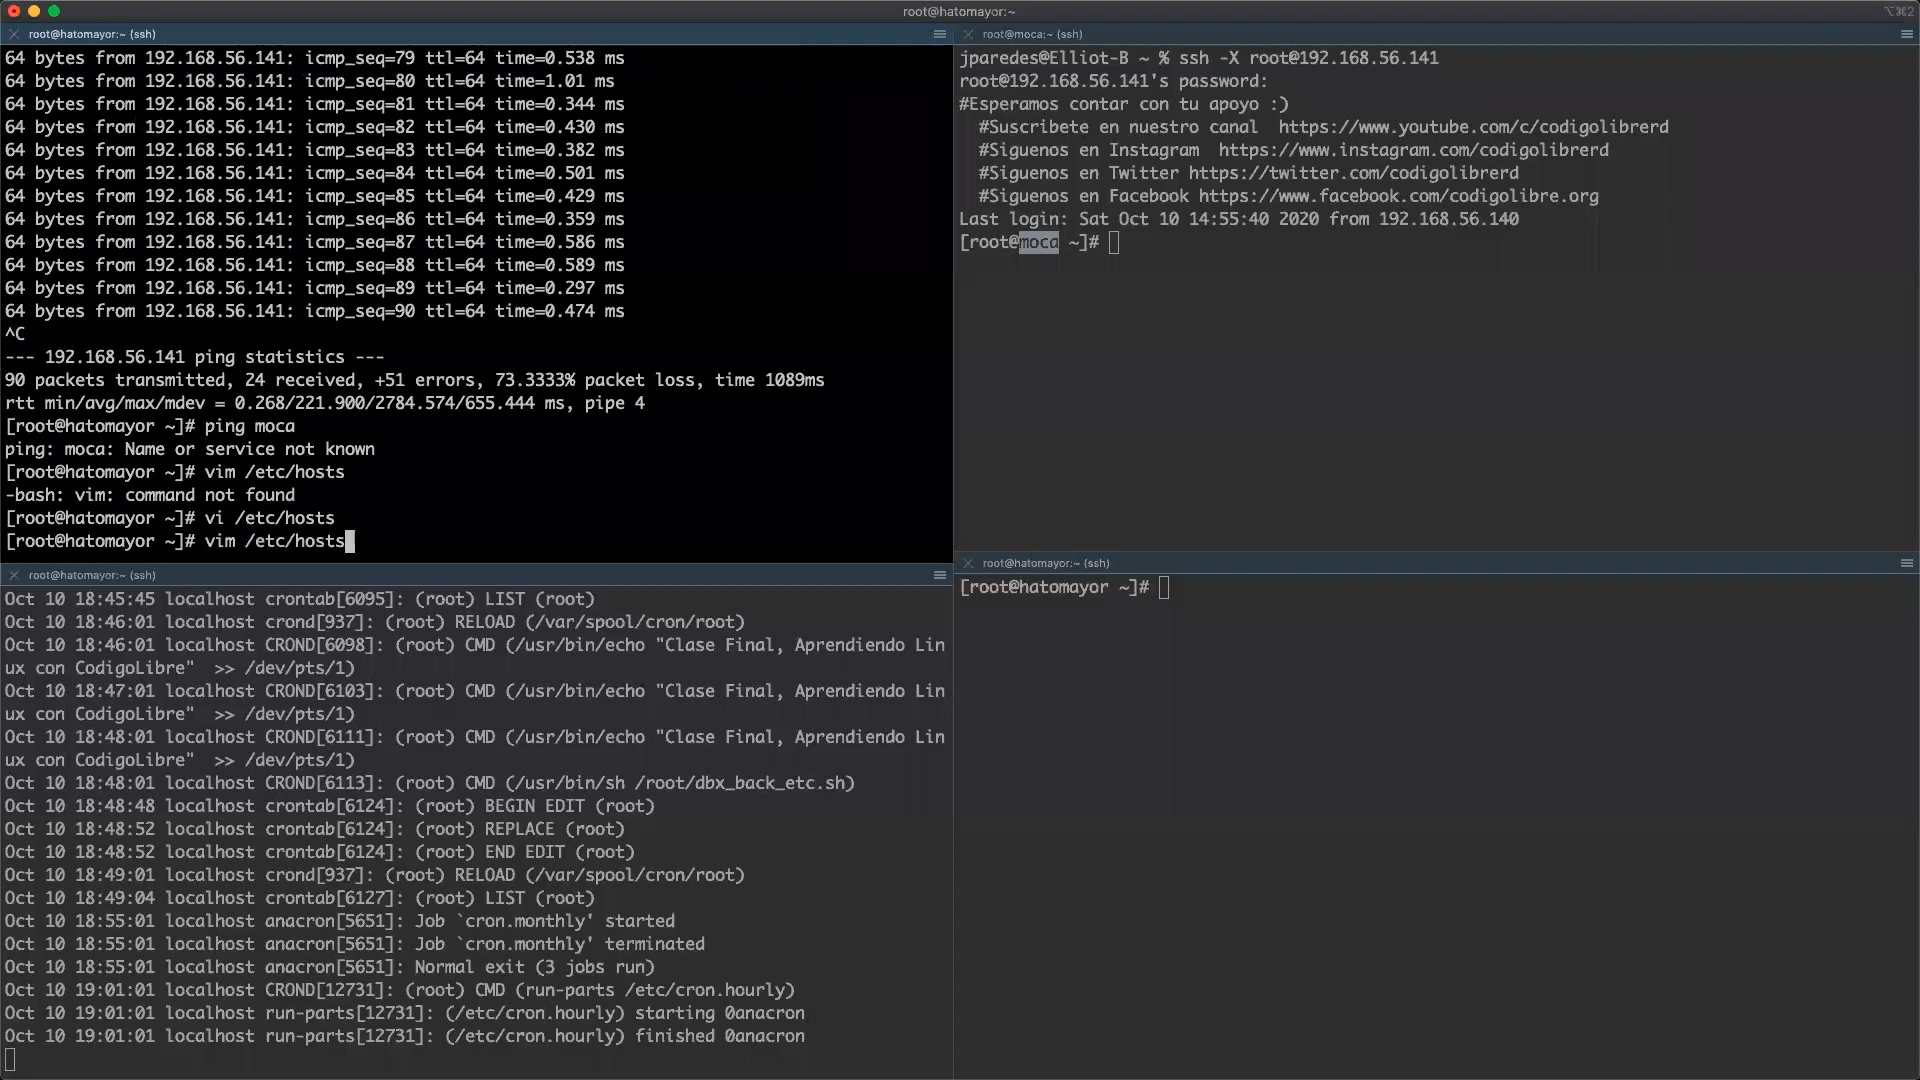 root@hatomayor:~
⌥⌘2
root@hatomayor:~ (ssh)
64 bytes from 192.168.56.141: icmp_seq=79 ttl=64 time=0.538 ms
64 bytes from 192.168.56.141: icmp_seq=80 ttl=64 time=1.01 ms
64 bytes from 192.168.56.141: icmp_seq=81 ttl=64 time=0.344 ms
64 bytes from 192.168.56.141: icmp_seq=82 ttl=64 time=0.430 ms
64 bytes from 192.168.56.141: icmp_seq=83 ttl=64 time=0.382 ms
64 bytes from 192.168.56.141: icmp_seq=84 ttl=64 time=0.501 ms
64 bytes from 192.168.56.141: icmp_seq=85 ttl=64 time=0.429 ms
64 bytes from 192.168.56.141: icmp_seq=86 ttl=64 time=0.359 ms
64 bytes from 192.168.56.141: icmp_seq=87 ttl=64 time=0.586 ms
64 bytes from 192.168.56.141: icmp_seq=88 ttl=64 time=0.589 ms
64 bytes from 192.168.56.141: icmp_seq=89 ttl=64 time=0.297 ms
64 bytes from 192.168.56.141: icmp_seq=90 ttl=64 time=0.474 ms
^C
--- 192.168.56.141 ping statistics ---
90 packets transmitted, 24 received, +51 errors, 73.3333% packet loss, time 1089ms
rtt min/avg/max/mdev = 0.268/221.900/2784.574/655.444 ms, pipe 4
[root@hatomayor ~]# ping moca
ping: moca: Name or service not known
[root@hatomayor ~]# vim /etc/hosts
-bash: vim: command not found
[root@hatomayor ~]# vi /etc/hosts
[root@hatomayor ~]# vim /etc/hosts
root@moca:~ (ssh)
jparedes@Elliot-B ~ % ssh -X root@192.168.56.141
root@192.168.56.141's password:
#Esperamos contar con tu apoyo :)
#Suscribete en nuestro canal  https://www.youtube.com/c/codigolibrerd
#Siguenos en Instagram  https://www.instagram.com/codigolibrerd
#Siguenos en Twitter https://twitter.com/codigolibrerd
#Siguenos en Facebook https://www.facebook.com/codigolibre.org
Last login: Sat Oct 10 14:55:40 2020 from 192.168.56.140
[root@moca ~]#
root@hatomayor:~ (ssh)
Oct 10 18:45:45 localhost crontab[6095]: (root) LIST (root)
Oct 10 18:46:01 localhost crond[937]: (root) RELOAD (/var/spool/cron/root)
Oct 10 18:46:01 localhost CROND[6098]: (root) CMD (/usr/bin/echo "Clase Final, Aprendiendo Lin
ux con CodigoLibre"  >> /dev/pts/1)
Oct 10 18:47:01 localhost CROND[6103]: (root) CMD (/usr/bin/echo "Clase Final, Aprendiendo Lin
ux con CodigoLibre"  >> /dev/pts/1)
Oct 10 18:48:01 localhost CROND[6111]: (root) CMD (/usr/bin/echo "Clase Final, Aprendiendo Lin
ux con CodigoLibre"  >> /dev/pts/1)
Oct 10 18:48:01 localhost CROND[6113]: (root) CMD (/usr/bin/sh /root/dbx_back_etc.sh)
Oct 10 18:48:48 localhost crontab[6124]: (root) BEGIN EDIT (root)
Oct 10 18:48:52 localhost crontab[6124]: (root) REPLACE (root)
Oct 10 18:48:52 localhost crontab[6124]: (root) END EDIT (root)
Oct 10 18:49:01 localhost crond[937]: (root) RELOAD (/var/spool/cron/root)
Oct 10 18:49:04 localhost crontab[6127]: (root) LIST (root)
Oct 10 18:55:01 localhost anacron[5651]: Job `cron.monthly' started
Oct 10 18:55:01 localhost anacron[5651]: Job `cron.monthly' terminated
Oct 10 18:55:01 localhost anacron[5651]: Normal exit (3 jobs run)
Oct 10 19:01:01 localhost CROND[12731]: (root) CMD (run-parts /etc/cron.hourly)
Oct 10 19:01:01 localhost run-parts[12731]: (/etc/cron.hourly) starting 0anacron
Oct 10 19:01:01 localhost run-parts[12731]: (/etc/cron.hourly) finished 0anacron
root@hatomayor:~ (ssh)
[root@hatomayor ~]#